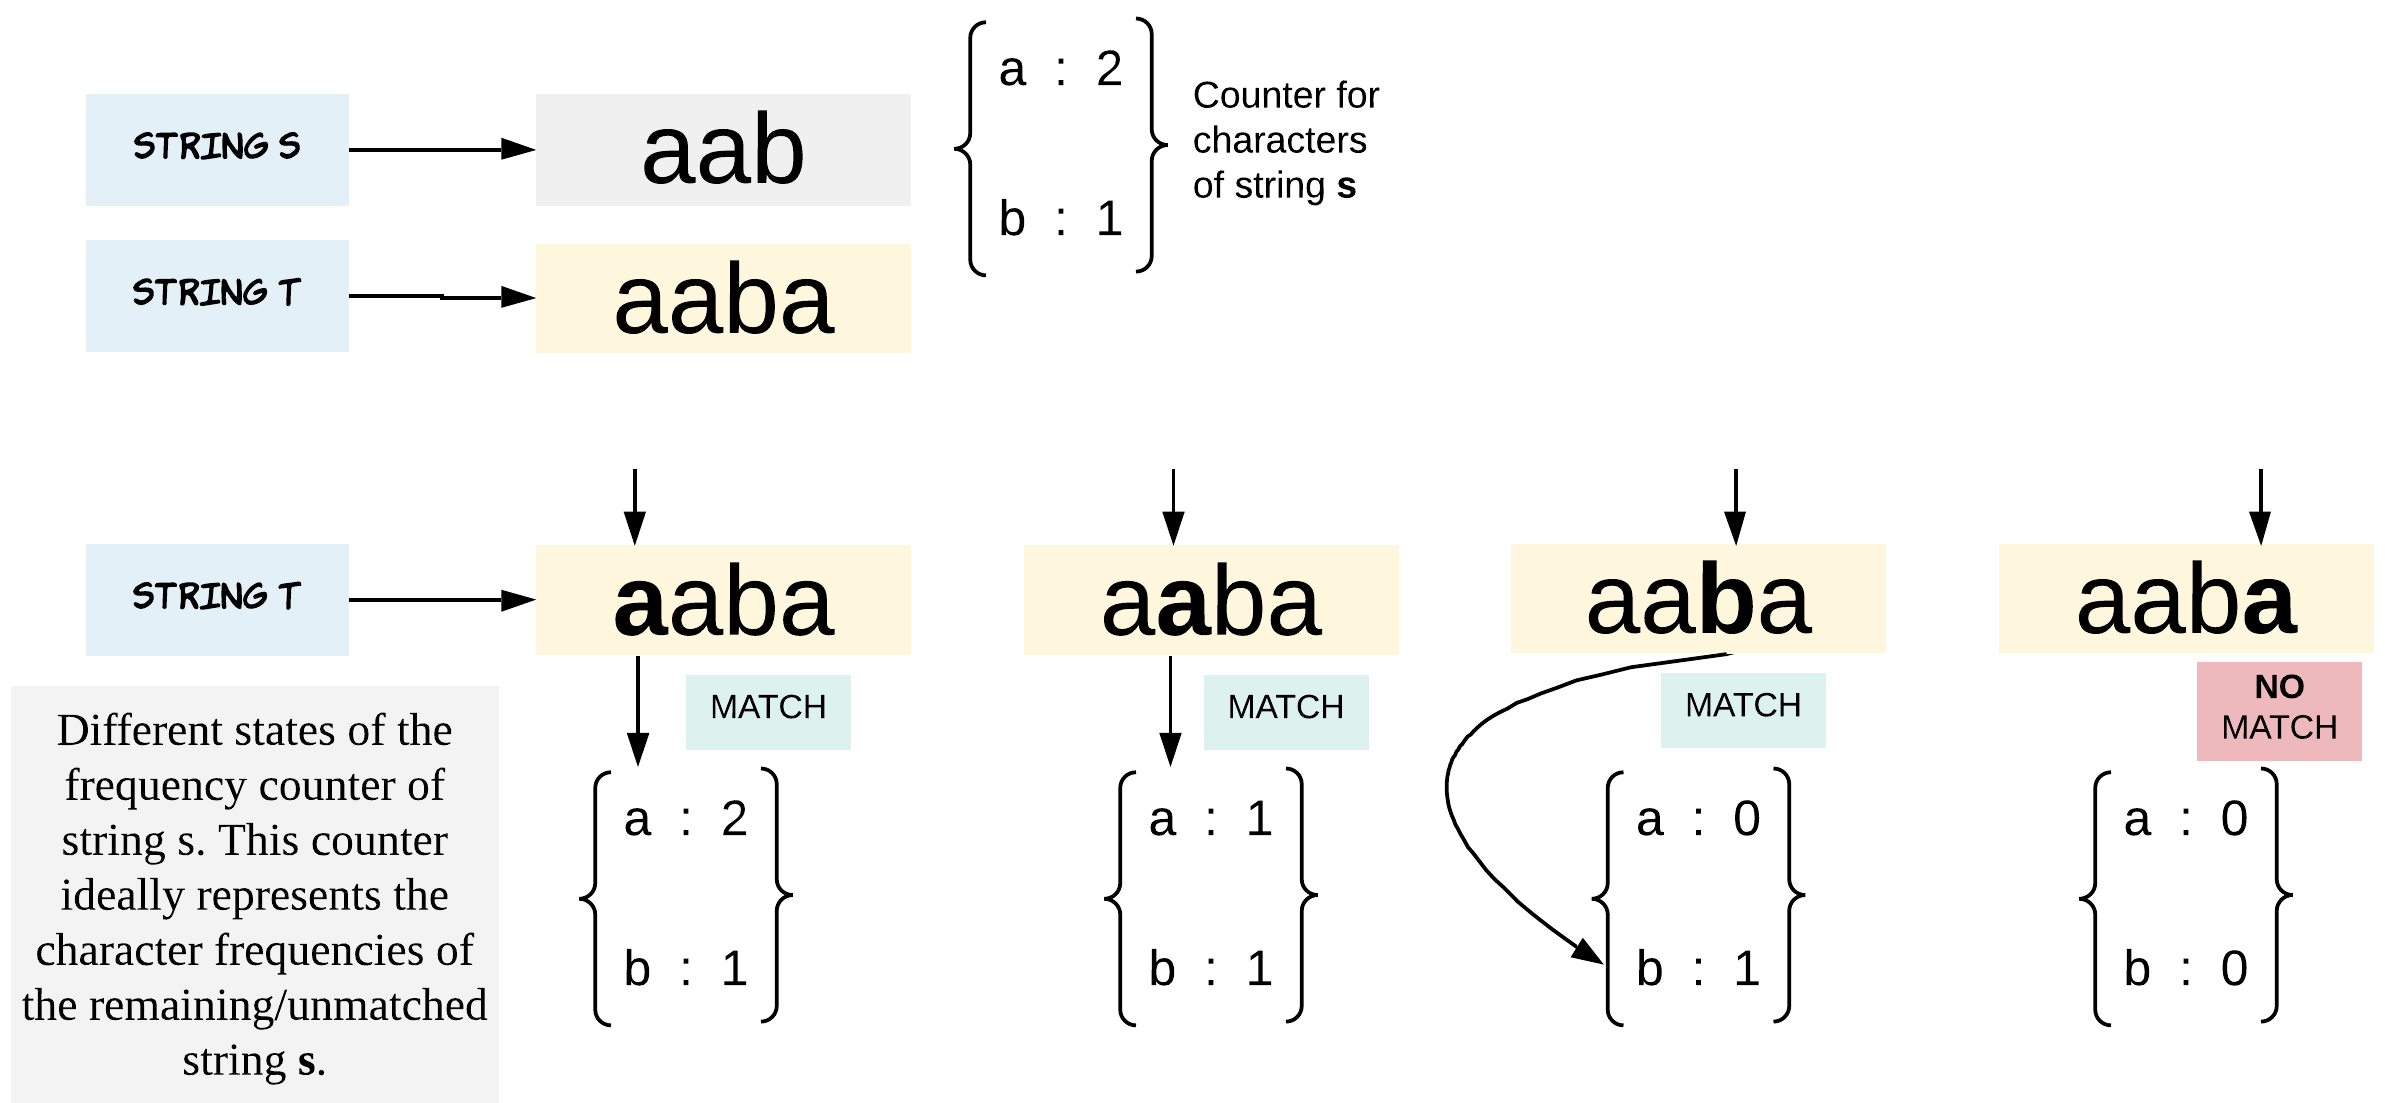 STRING S
aab
a : 2
b : 1
Counter for
characters
of string s
STRING T
aaba
STRING T
aaba
aaba
aaba
aaba
MATCH
MATCH
MATCH
NO
MATCH
Different states of the
frequency counter of
string s. This counter
ideally represents the
character frequencies of
the remaining/unmatched
string s.
a : 2
b : 1
a : 1
b : 1
a : 0
b : 1
a : 0
b : 0